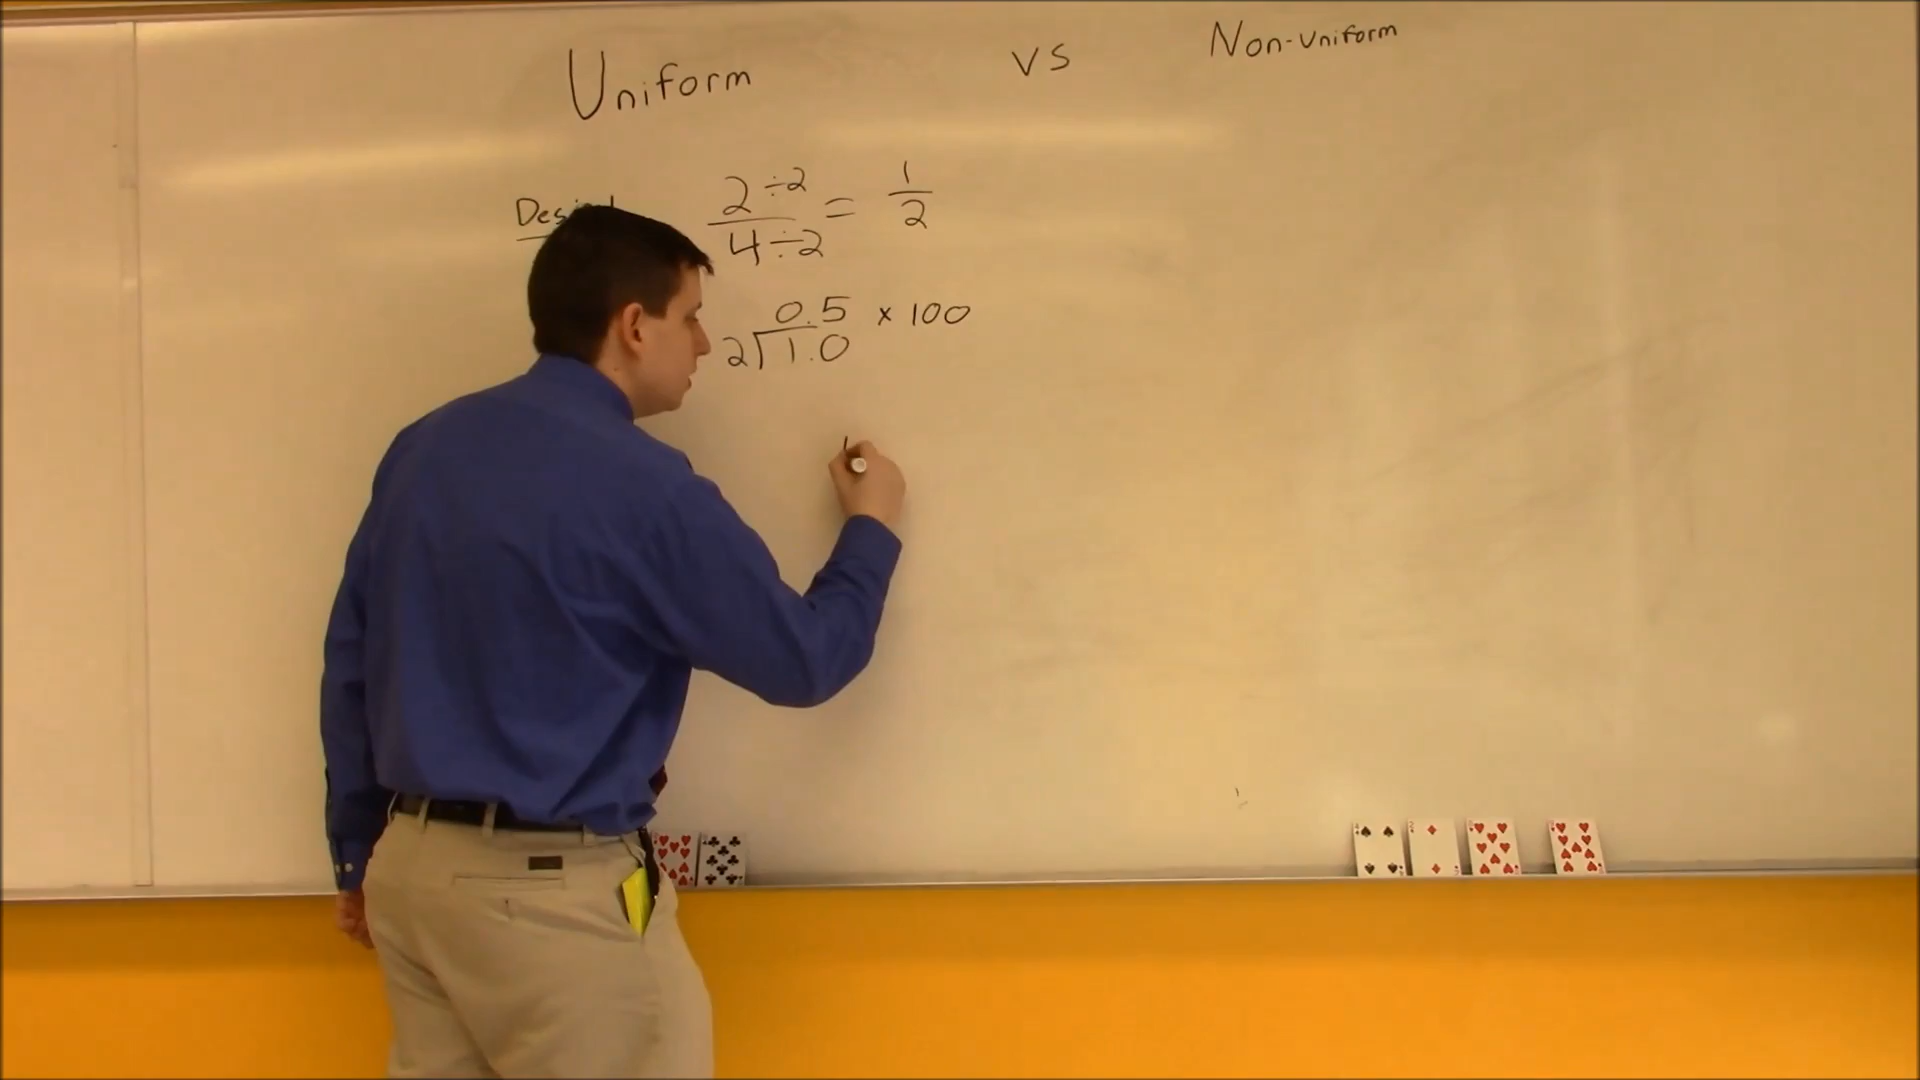 Uniform vs Non-Uniform
2 ÷2 = 1
4 ÷2 2
0.5 × 100
2 1.0